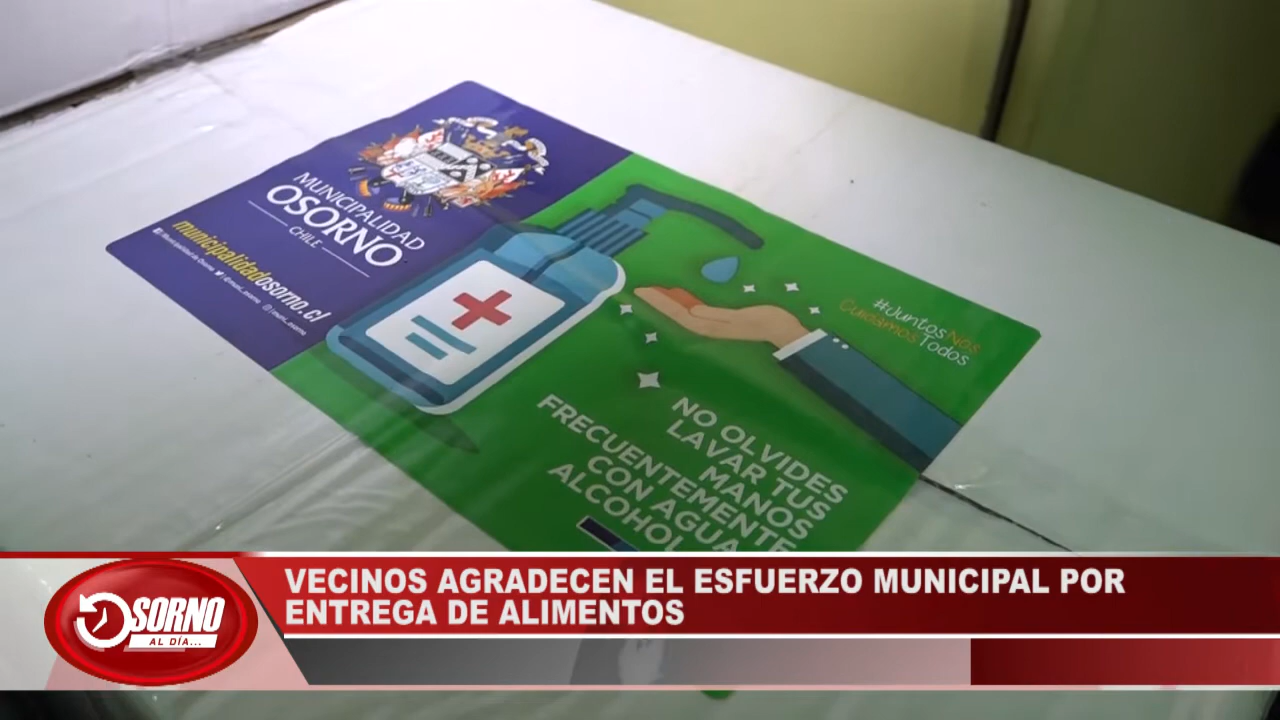 MUNICIPALIDAD
OSORNO
CHILE
municipalidadosorno.cl
#JuntosNos
CuidamosTodos
NO OLVIDES
LAVAR TUS
MANOS
FRECUENTEMENTE
CON AGUA
ALCOHOL
VECINOS AGRADECEN EL ESFUERZO MUNICIPAL POR
ENTREGA DE ALIMENTOS
OSORNO
AL DÍA...